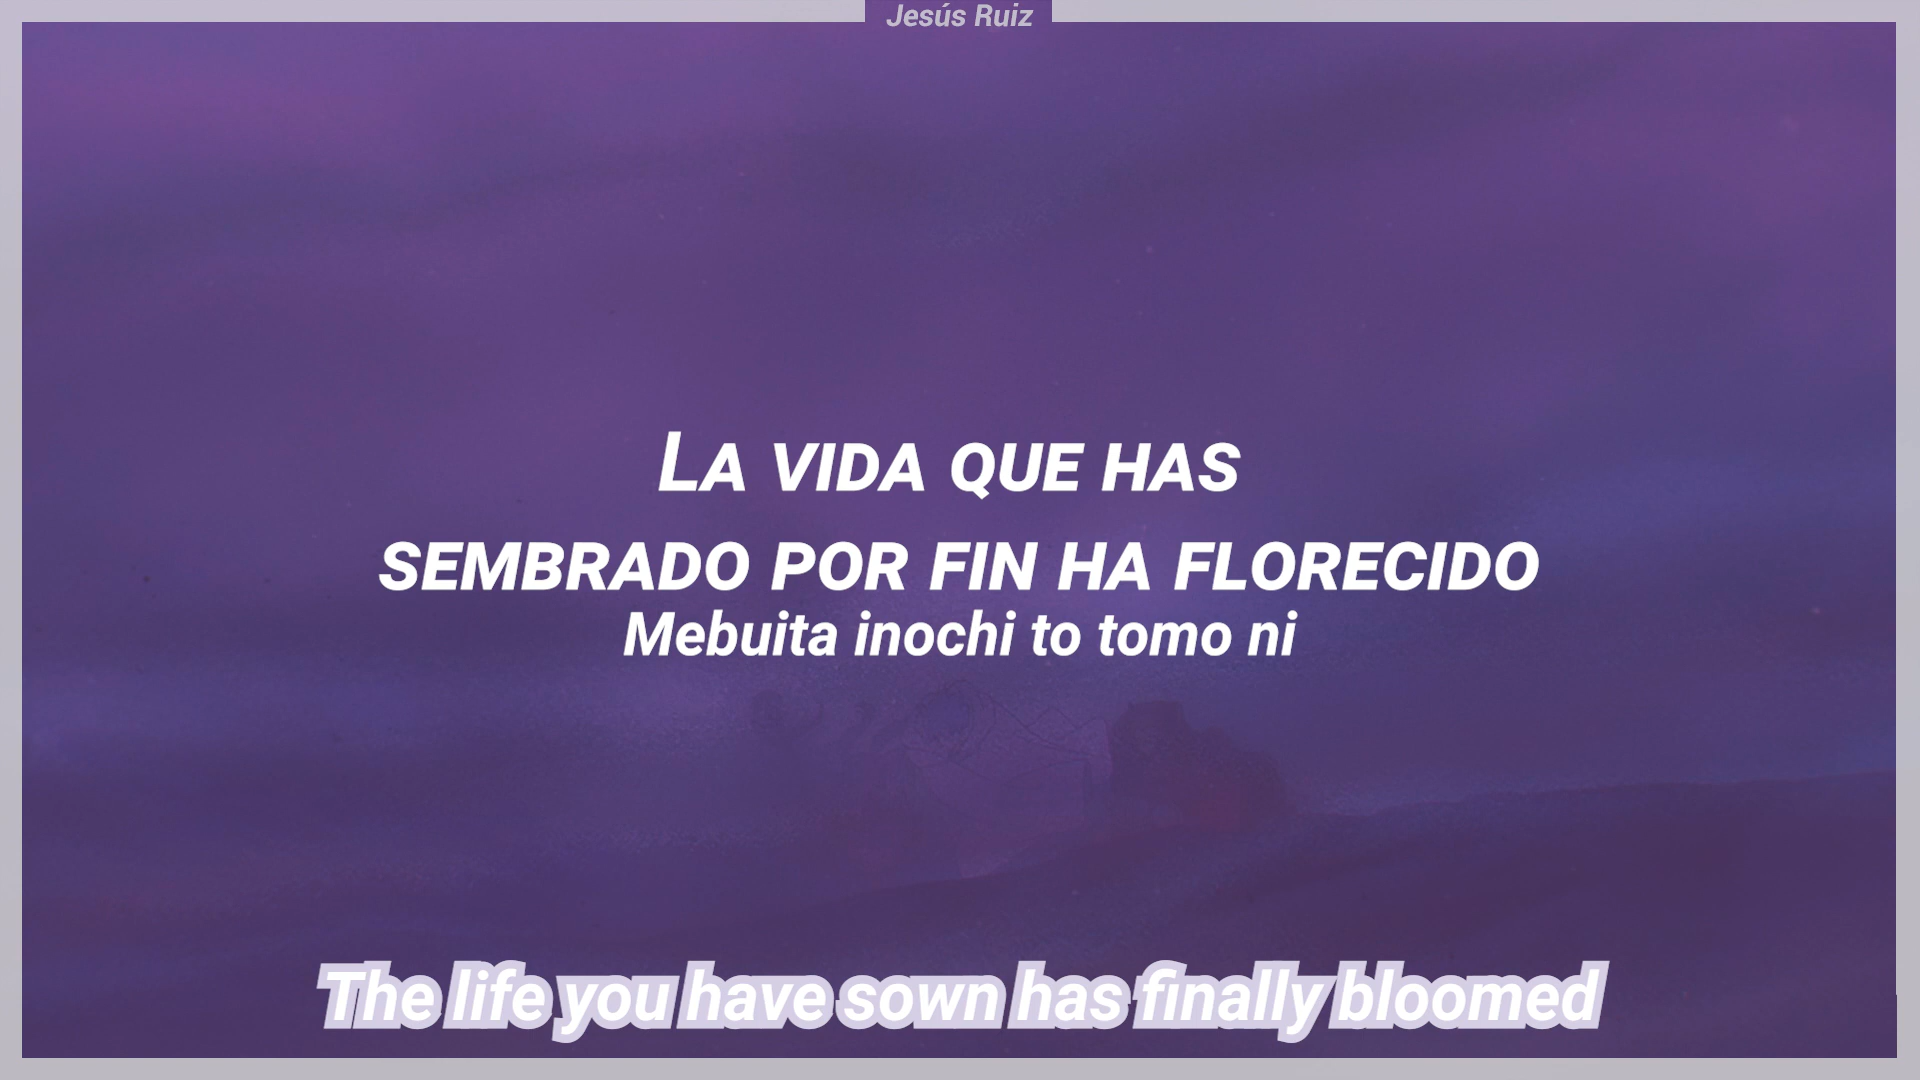 Jesús Ruiz
LA VIDA QUE HAS
SEMBRADO POR FIN HA FLORECIDO
Mebuita inochi to tomo ni
The life you have sown has finally bloomed